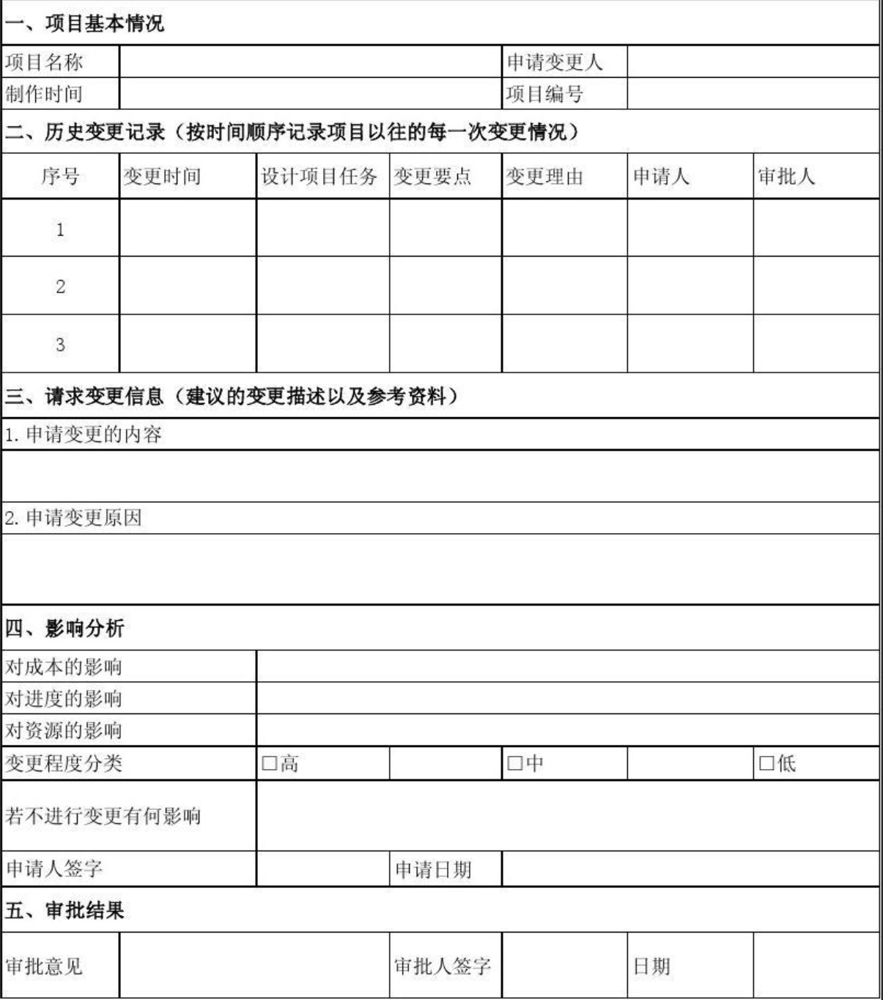 一、项目基本情况
项目名称 申请变更人
制作时间 项目编号
二、历史变更记录（按时间顺序记录项目以往的每一次变更情况）
序号 变更时间 设计项目任务 变更要点 变更理由 申请人 审批人
1
2
3
三、请求变更信息（建议的变更描述以及参考资料）
1.申请变更的内容
2.申请变更原因
四、影响分析
对成本的影响
对进度的影响
对资源的影响
变更程度分类 □高 □中 □低
若不进行变更有何影响
申请人签字 申请日期
五、审批结果
审批意见 审批人签字 日期